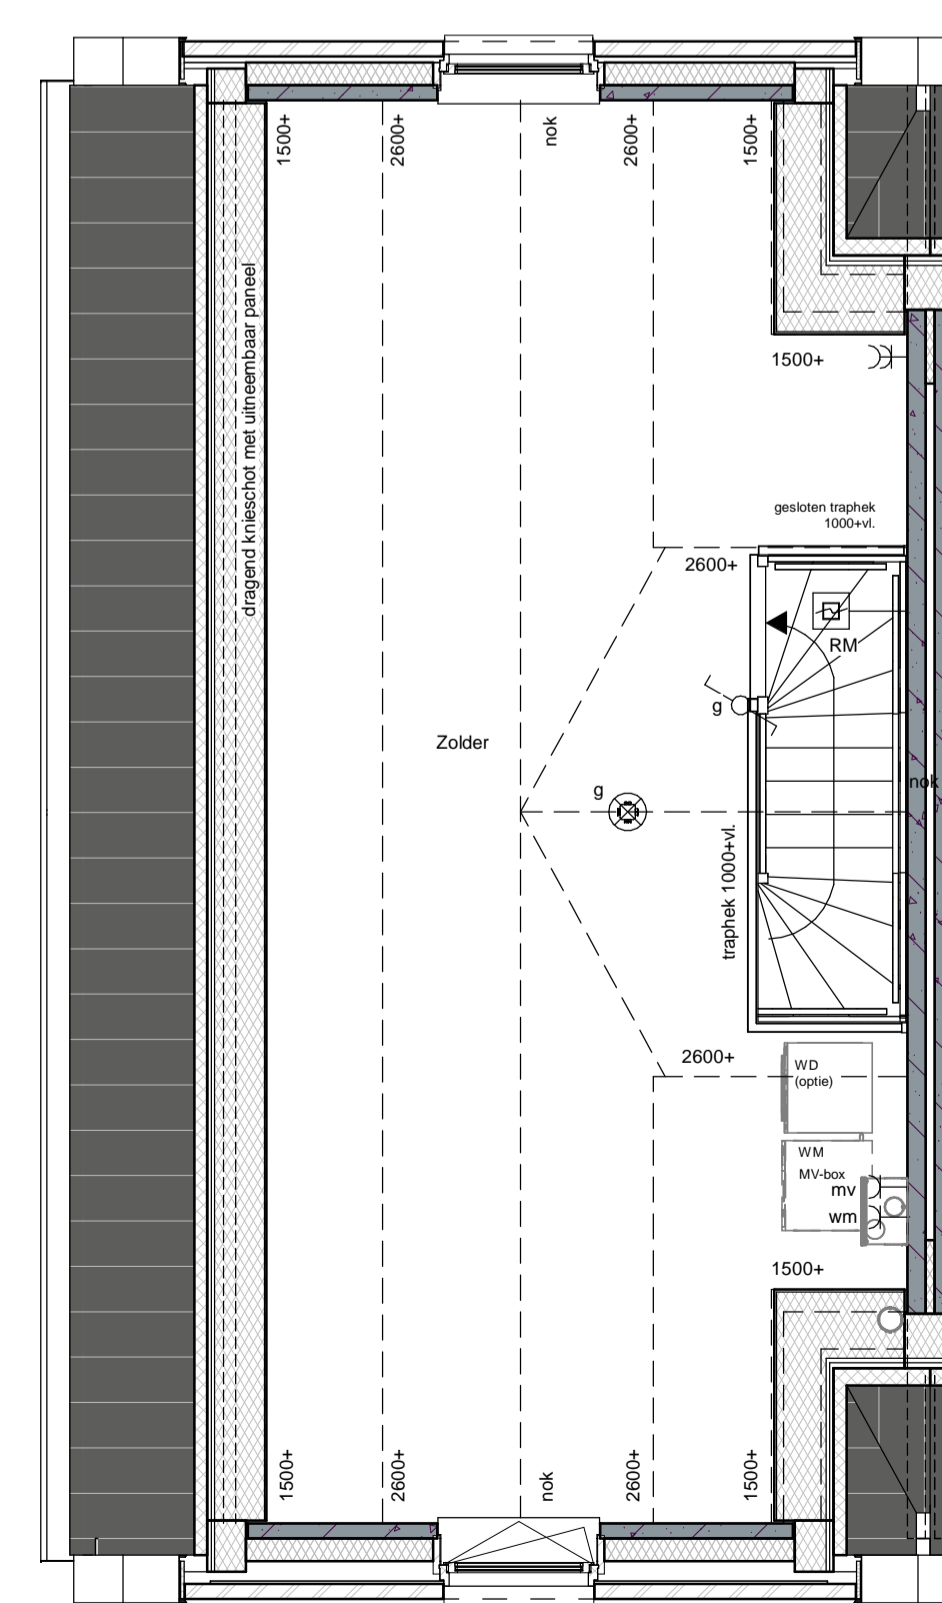 1500+
2600+
nok
2600+
1500+
dragend knieschot met uitneembaar paneel
1500+
gesloten traphek
1000+vl.
2600+
RM
g
Zolder
nok
g
traphek 1000+vl.
2600+
WD
(optie)
WM
MV-box
mv
wm
1500+
1500+
2600+
nok
2600+
1500+